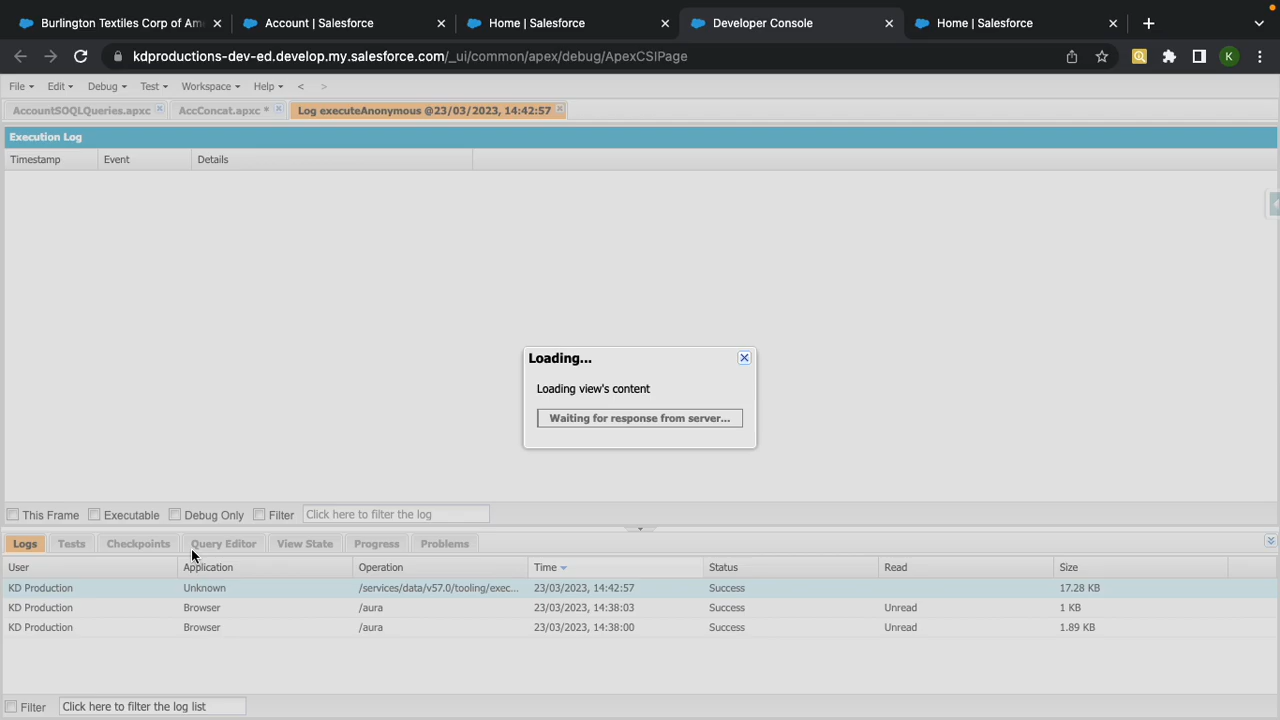 Burlington Textiles Corp of Am
Account | Salesforce
Home | Salesforce
Developer Console
Home | Salesforce
kdproductions-dev-ed.develop.my.salesforce.com/_ui/common/apex/debug/ApexCSIPage
K
File Edit Debug Test Workspace Help < >
AccountSOQLQueries.apxc
AccConcat.apxc *
Log executeAnonymous @23/03/2023, 14:42:57
Execution Log
Timestamp Event Details
Loading...
Loading view's content
Waiting for response from server...
This Frame Executable Debug Only Filter Click here to filter the log
Logs Tests Checkpoints Query Editor View State Progress Problems
User Application Operation Time Status Read Size
KD Production Unknown /services/data/v57.0/tooling/exec... 23/03/2023, 14:42:57 Success 17.28 KB
KD Production Browser /aura 23/03/2023, 14:38:03 Success Unread 1 KB
KD Production Browser /aura 23/03/2023, 14:38:00 Success Unread 1.89 KB
Filter Click here to filter the log list